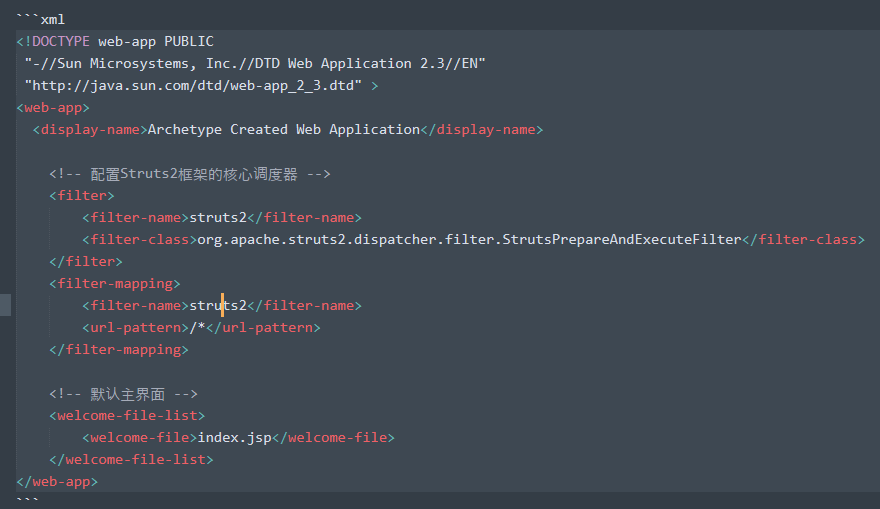 ```xml
<!DOCTYPE web-app PUBLIC
 "-//Sun Microsystems, Inc.//DTD Web Application 2.3//EN"
 "http://java.sun.com/dtd/web-app_2_3.dtd" >
<web-app>
  <display-name>Archetype Created Web Application</display-name>

    <!-- 配置Struts2框架的核心调度器 -->
    <filter>
        <filter-name>struts2</filter-name>
        <filter-class>org.apache.struts2.dispatcher.filter.StrutsPrepareAndExecuteFilter</filter-class>
    </filter>
    <filter-mapping>
        <filter-name>struts2</filter-name>
        <url-pattern>/*</url-pattern>
    </filter-mapping>

    <!-- 默认主界面 -->
    <welcome-file-list>
        <welcome-file>index.jsp</welcome-file>
    </welcome-file-list>
</web-app>
```